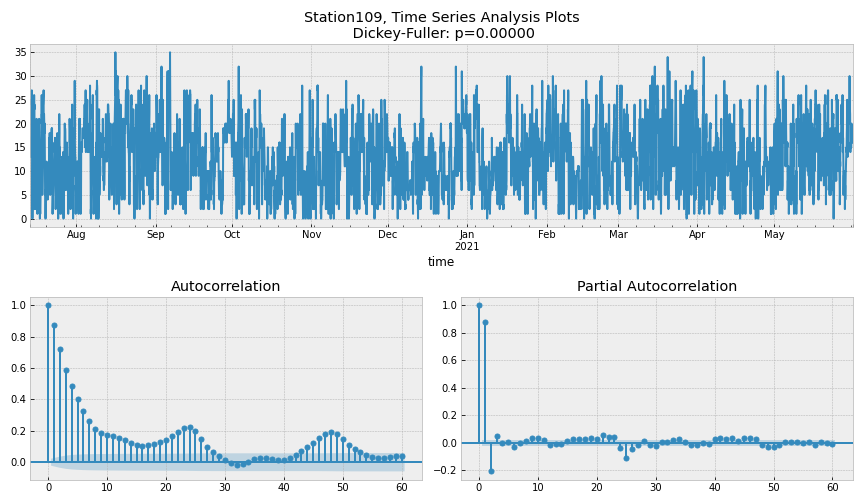 Station109, Time Series Analysis Plots
Dickey-Fuller: p=0.00000
35
30
25
20
15
10
5
0
Aug Sep Oct Nov Dec Jan Feb Mar Apr May
2021
time
Autocorrelation
1.0
0.8
0.6
0.4
0.2
0.0
0 10 20 30 40 50 60
Partial Autocorrelation
1.0
0.8
0.6
0.4
0.2
0.0
−0.2
0 10 20 30 40 50 60